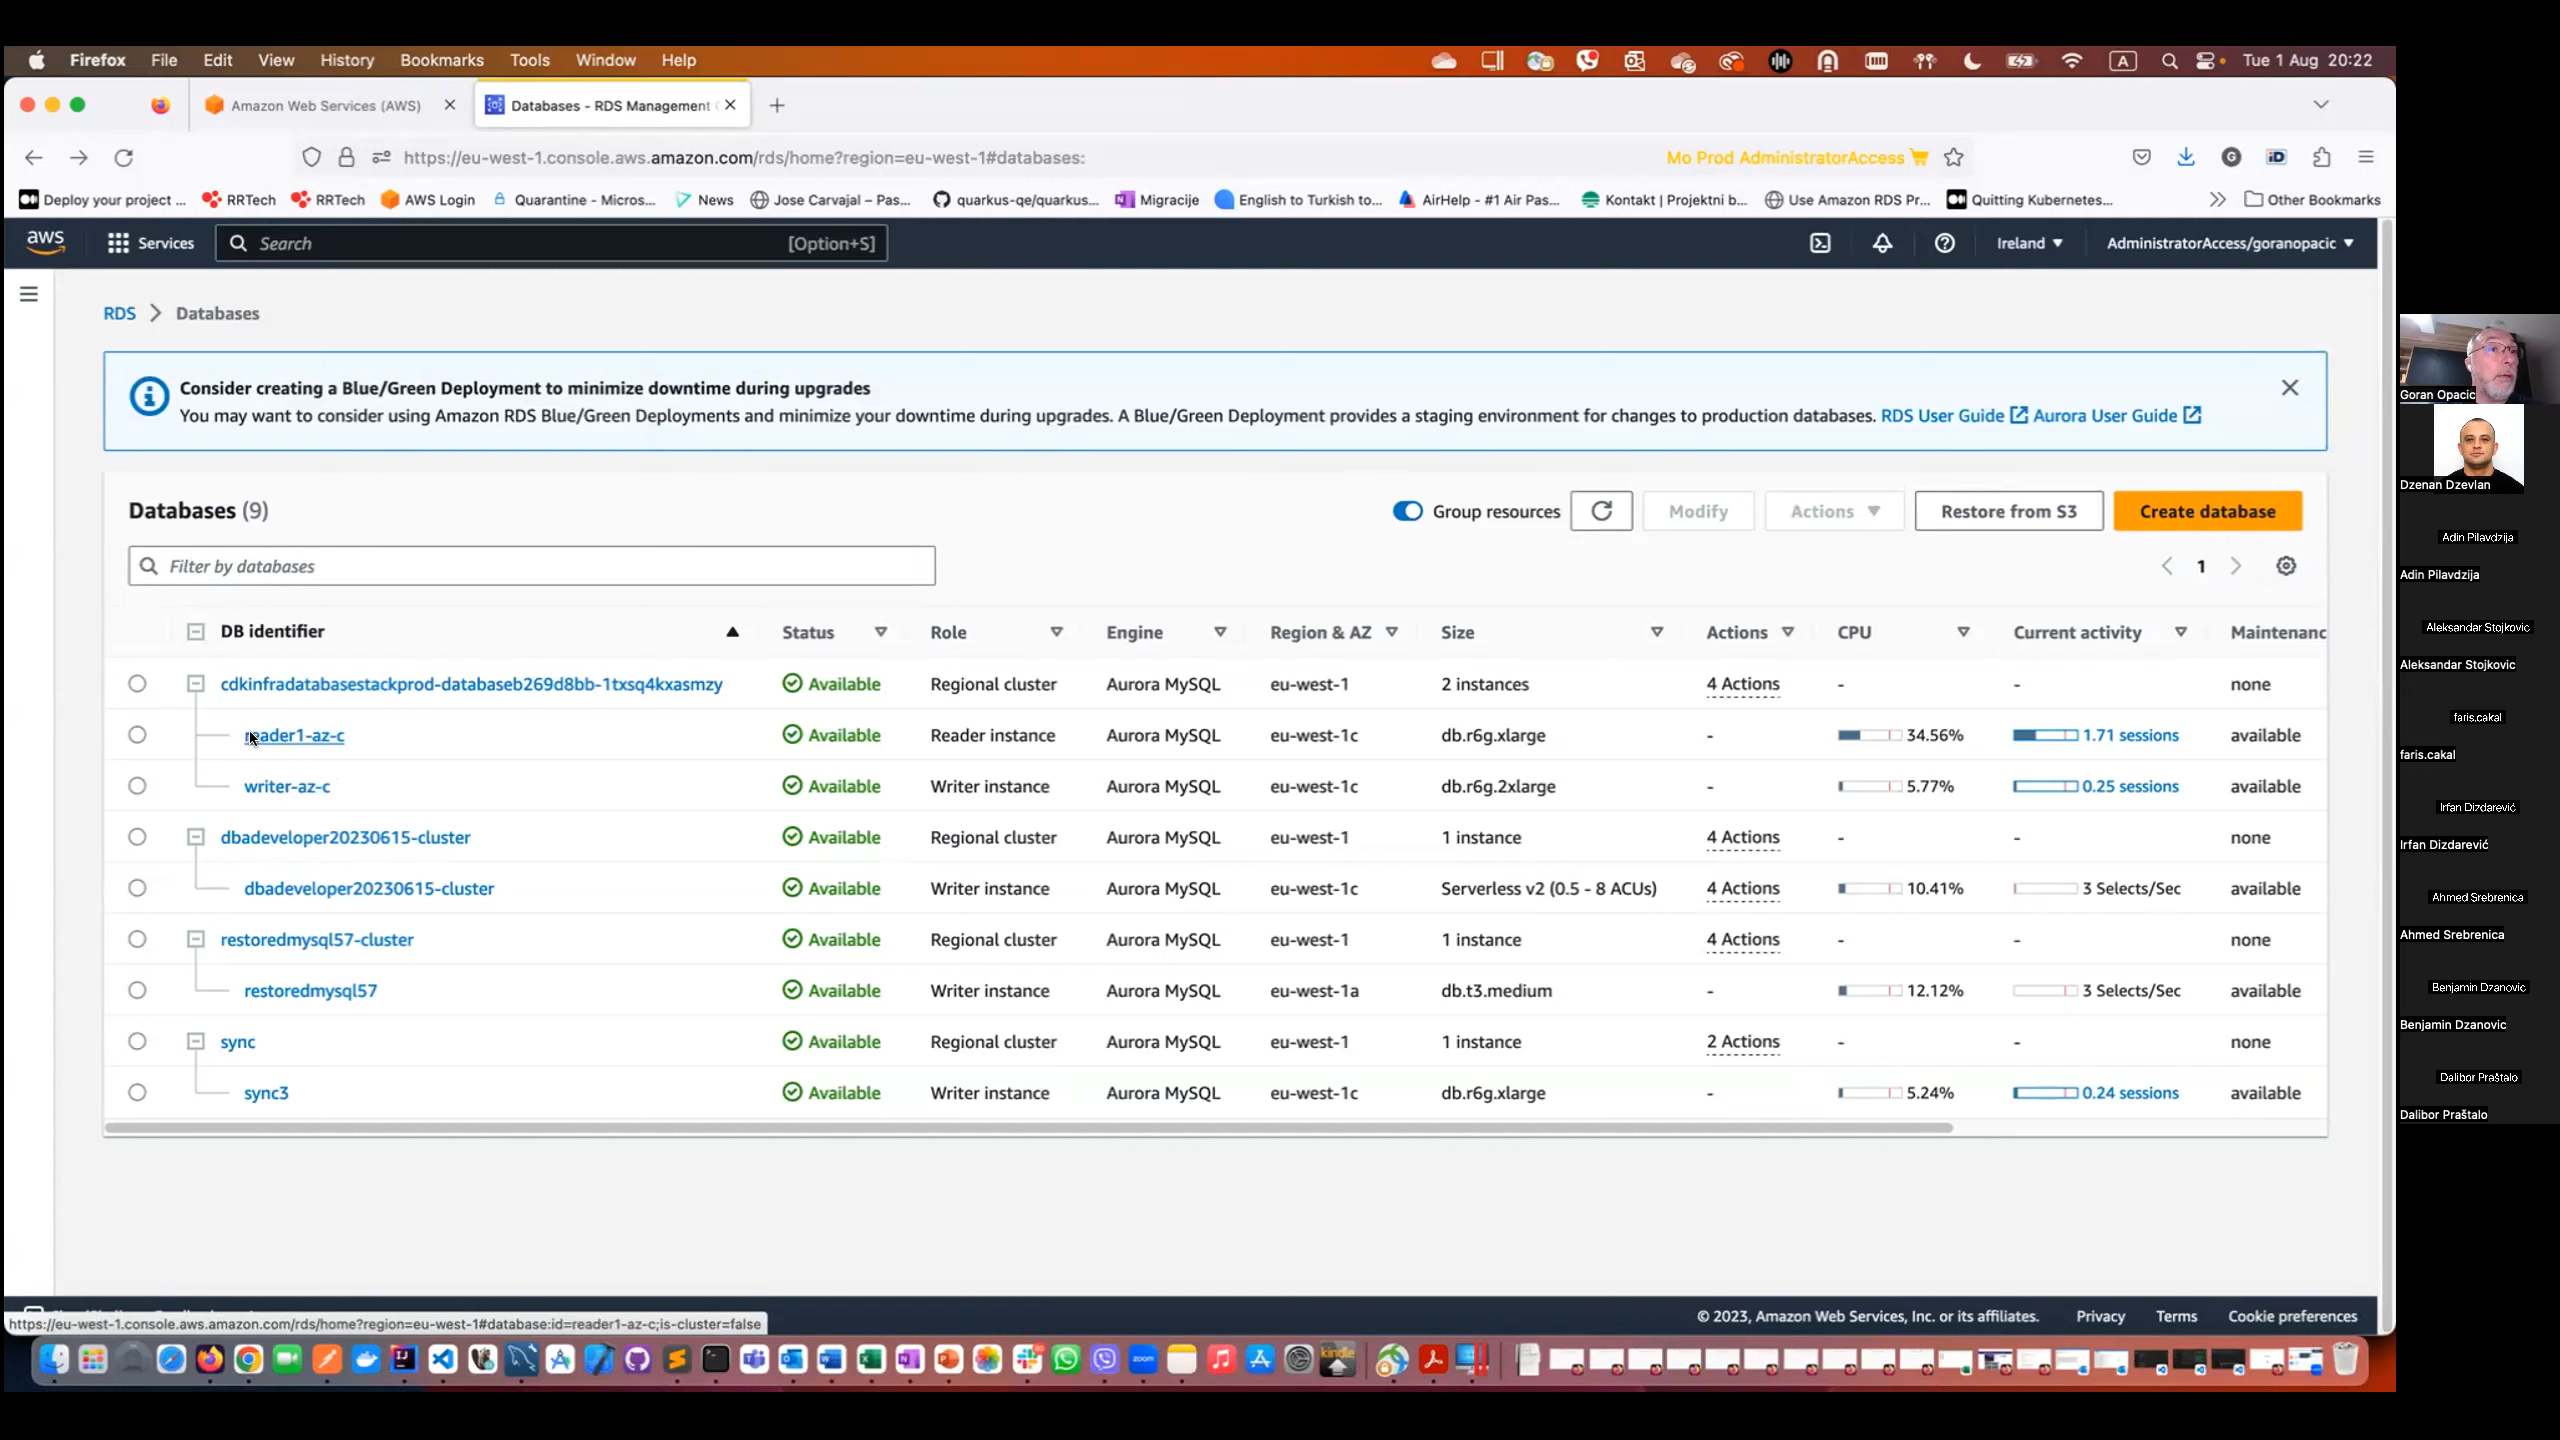 Firefox File Edit View History Bookmarks Tools Window Help A Tue 1 Aug 20:22
Amazon Web Services (AWS) Databases - RDS Management
https://eu-west-1.console.aws.amazon.com/rds/home?region=eu-west-1#databases: Mo Prod AdministratorAccess
Deploy your project ... RRTech RRTech AWS Login Quarantine - Micros... News Jose Carvajal – Pas... quarkus-qe/quarkus... Migracije English to Turkish to... AirHelp - #1 Air Pas... Kontakt | Projektni b... Use Amazon RDS Pr... Quitting Kubernetes... Other Bookmarks
aws Services Search [Option+S] Ireland AdministratorAccess/goranopacic
RDS > Databases
Consider creating a Blue/Green Deployment to minimize downtime during upgrades
You may want to consider using Amazon RDS Blue/Green Deployments and minimize your downtime during upgrades. A Blue/Green Deployment provides a staging environment for changes to production databases. RDS User Guide Aurora User Guide
Databases (9) Group resources Modify Actions Restore from S3 Create database
Filter by databases 1
DB identifier Status Role Engine Region & AZ Size Actions CPU Current activity Maintenanc
cdkinfradatabasestackprod-databaseb269d8bb-1txsq4kxasmzy Available Regional cluster Aurora MySQL eu-west-1 2 instances 4 Actions - - none
reader1-az-c Available Reader instance Aurora MySQL eu-west-1c db.r6g.xlarge - 34.56% 1.71 sessions available
writer-az-c Available Writer instance Aurora MySQL eu-west-1c db.r6g.2xlarge - 5.77% 0.25 sessions available
dbadeveloper20230615-cluster Available Regional cluster Aurora MySQL eu-west-1 1 instance 4 Actions - - none
dbadeveloper20230615-cluster Available Writer instance Aurora MySQL eu-west-1c Serverless v2 (0.5 - 8 ACUs) 4 Actions 10.41% 3 Selects/Sec available
restoredmysql57-cluster Available Regional cluster Aurora MySQL eu-west-1 1 instance 4 Actions - - none
restoredmysql57 Available Writer instance Aurora MySQL eu-west-1a db.t3.medium - 12.12% 3 Selects/Sec available
sync Available Regional cluster Aurora MySQL eu-west-1 1 instance 2 Actions - - none
sync3 Available Writer instance Aurora MySQL eu-west-1c db.r6g.xlarge - 5.24% 0.24 sessions available
© 2023, Amazon Web Services, Inc. or its affiliates. Privacy Terms Cookie preferences
https://eu-west-1.console.aws.amazon.com/rds/home?region=eu-west-1#database:id=reader1-az-c;is-cluster=false
zoom
kindle
Goran Opacic
Dzenan Dzevlan
Adin Pilavdzija
Adin Pilavdzija
Aleksandar Stojkovic
Aleksandar Stojkovic
faris.cakal
faris.cakal
Irfan Dizdarević
Irfan Dizdarević
Ahmed Srebrenica
Ahmed Srebrenica
Benjamin Dzanovic
Benjamin Dzanovic
Dalibor Praštalo
Dalibor Praštalo